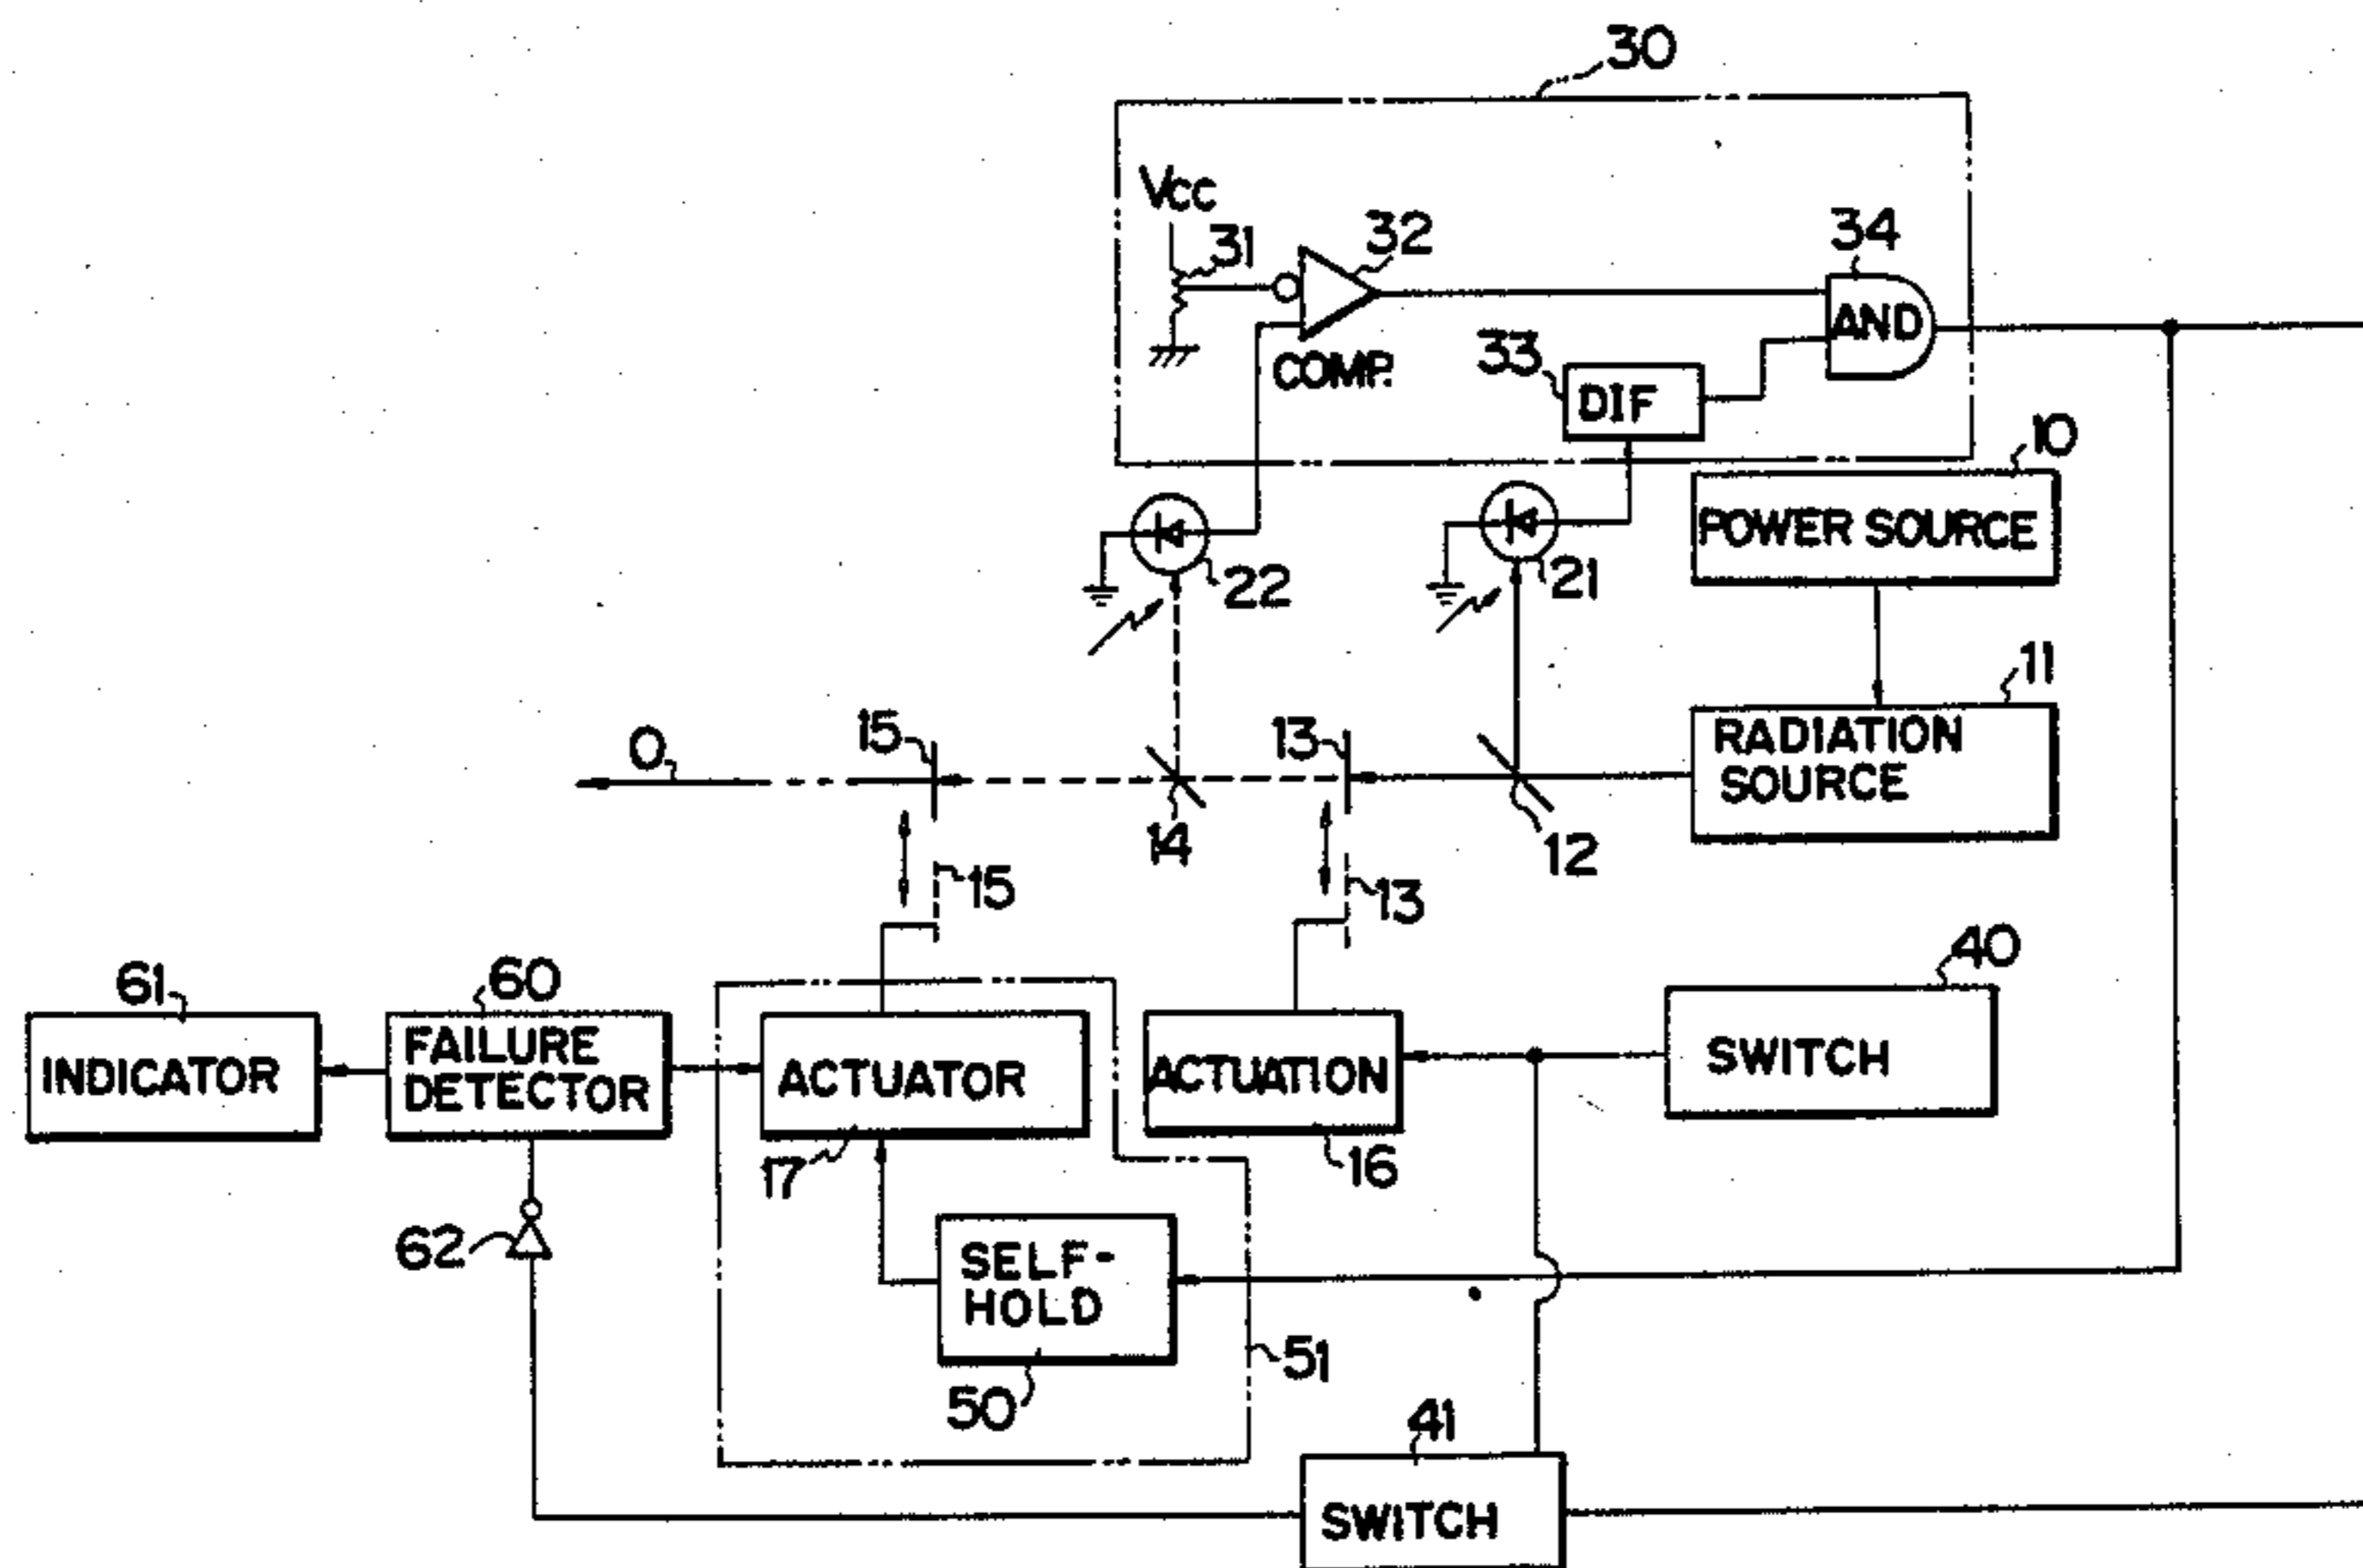 30
Vcc
31
32
34
AND
COMP.
33
DIF
10
POWER SOURCE
22
21
11
RADIATION
SOURCE
O
15
13
14
12
15
13
40
61
60
INDICATOR
FAILURE
DETECTOR
ACTUATOR
ACTUATION
SWITCH
17
16
62
SELF-
HOLD
51
50
41
SWITCH